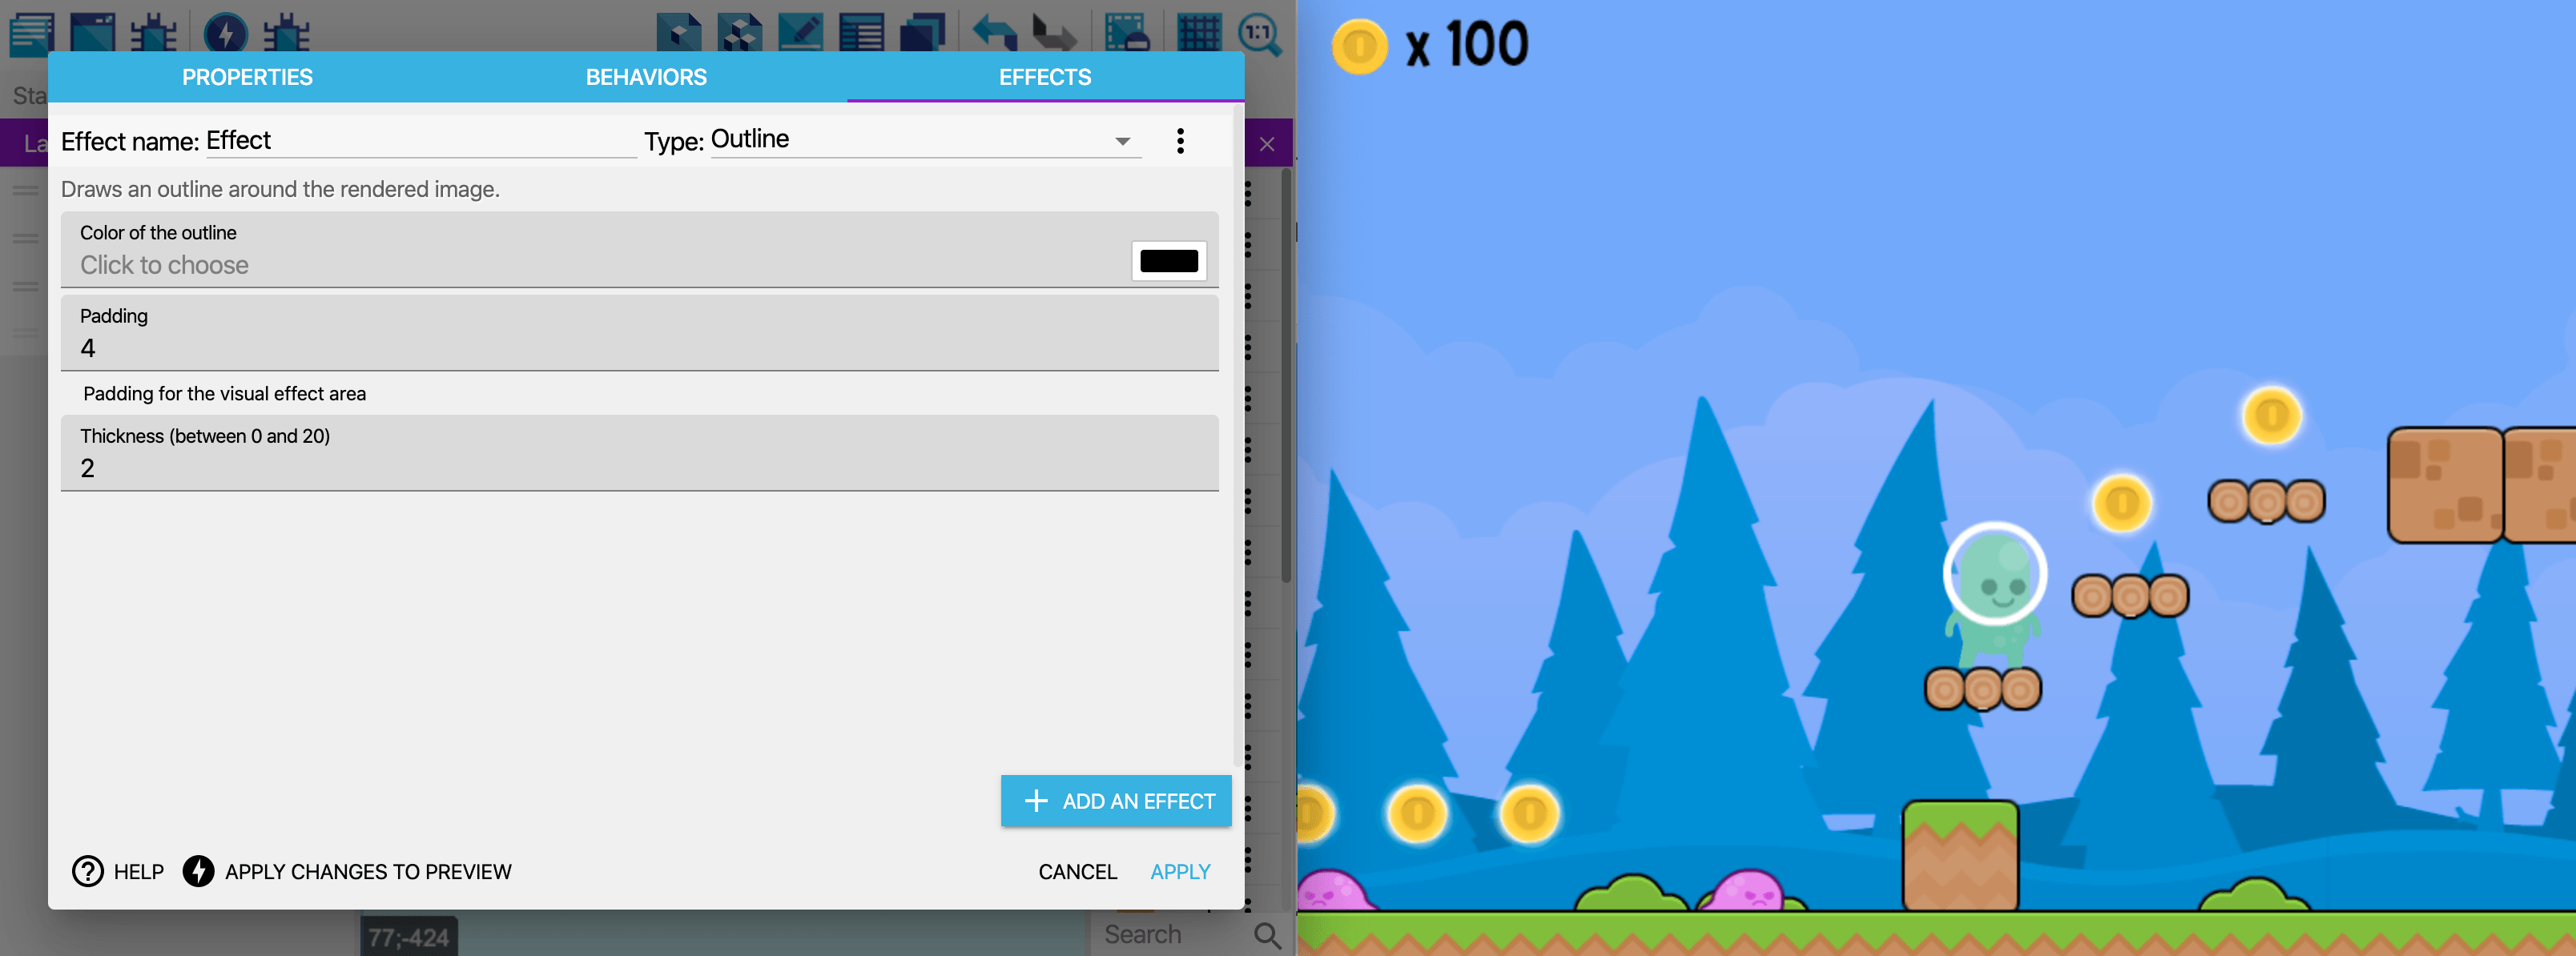 1:1
Sta
La
PROPERTIES
BEHAVIORS
EFFECTS
Effect name: Effect
Type: Outline
Draws an outline around the rendered image.
Color of the outline
Click to choose
Padding
4
Padding for the visual effect area
Thickness (between 0 and 20)
2
ADD AN EFFECT
HELP
APPLY CHANGES TO PREVIEW
CANCEL
APPLY
77;-424
Search
x 100